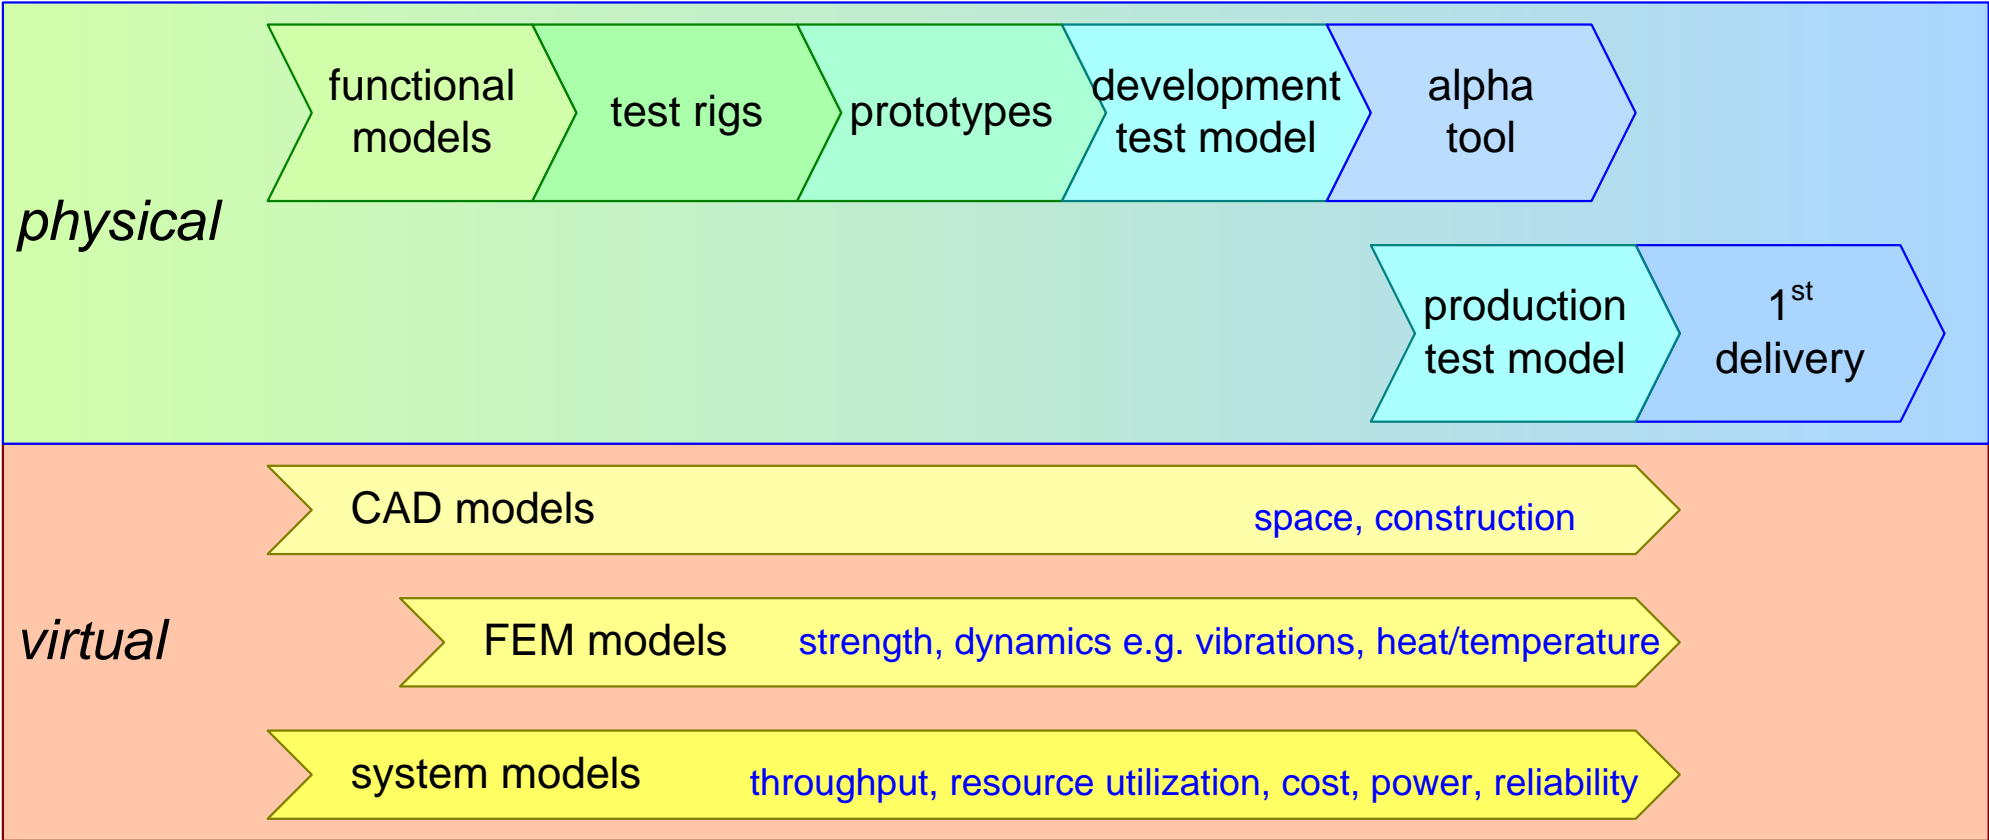 physical
functional
models
test rigs
prototypes
development
test model
alpha
tool
production
test model
1st
delivery
virtual
CAD models
space, construction
FEM models
strength, dynamics e.g. vibrations, heat/temperature
system models
throughput, resource utilization, cost, power, reliability